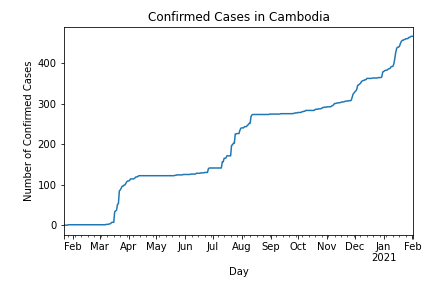 Confirmed Cases in Cambodia
Number of Confirmed Cases
400
300
200
100
0
Feb Mar Apr May Jun Jul Aug Sep Oct Nov Dec Jan Feb
2021
Day